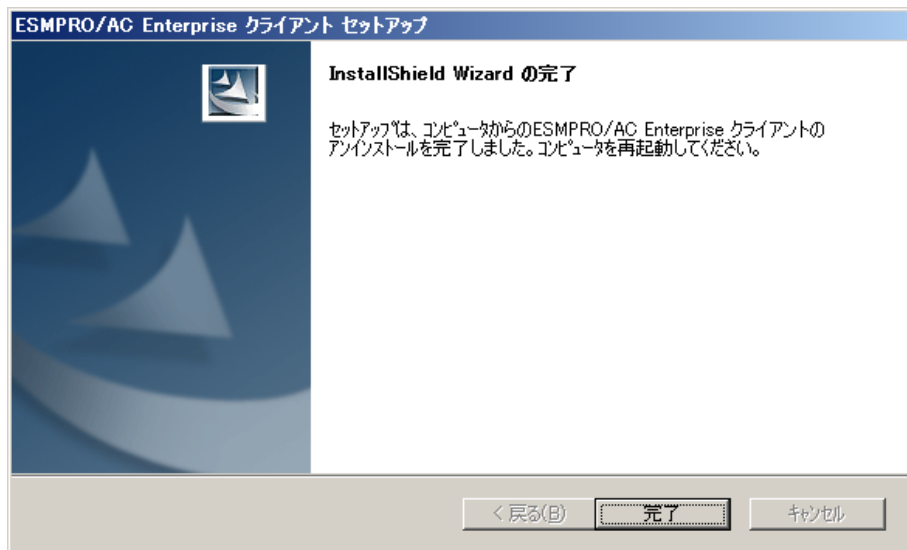 ESMPRO/AC Enterprise クライアント セットアップ
InstallShield Wizard の完了
セットアップは、コンピュータからのESMPRO/AC Enterprise クライアントの
アンインストールを完了しました。コンピュータを再起動してください。
< 戻る(B)
完了
キャンセル